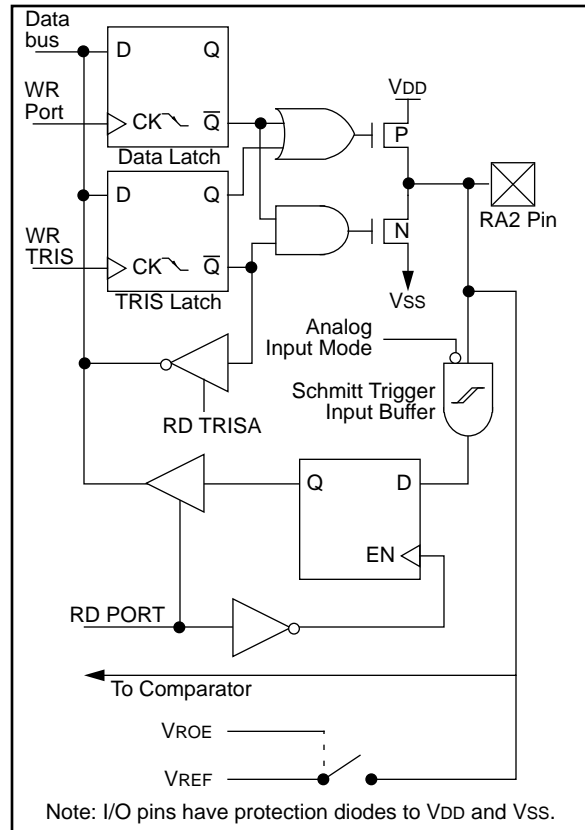 Data
bus
D
Q
WR
Port
CK
Q
Data Latch
VDD
P
D
Q
RA2 Pin
N
WR
TRIS
CK
Q
TRIS Latch
VSS
Analog
Input Mode
Schmitt Trigger
Input Buffer
RD TRISA
Q
D
EN
RD PORT
To Comparator
VROE
VREF
Note: I/O pins have protection diodes to VDD and VSS.